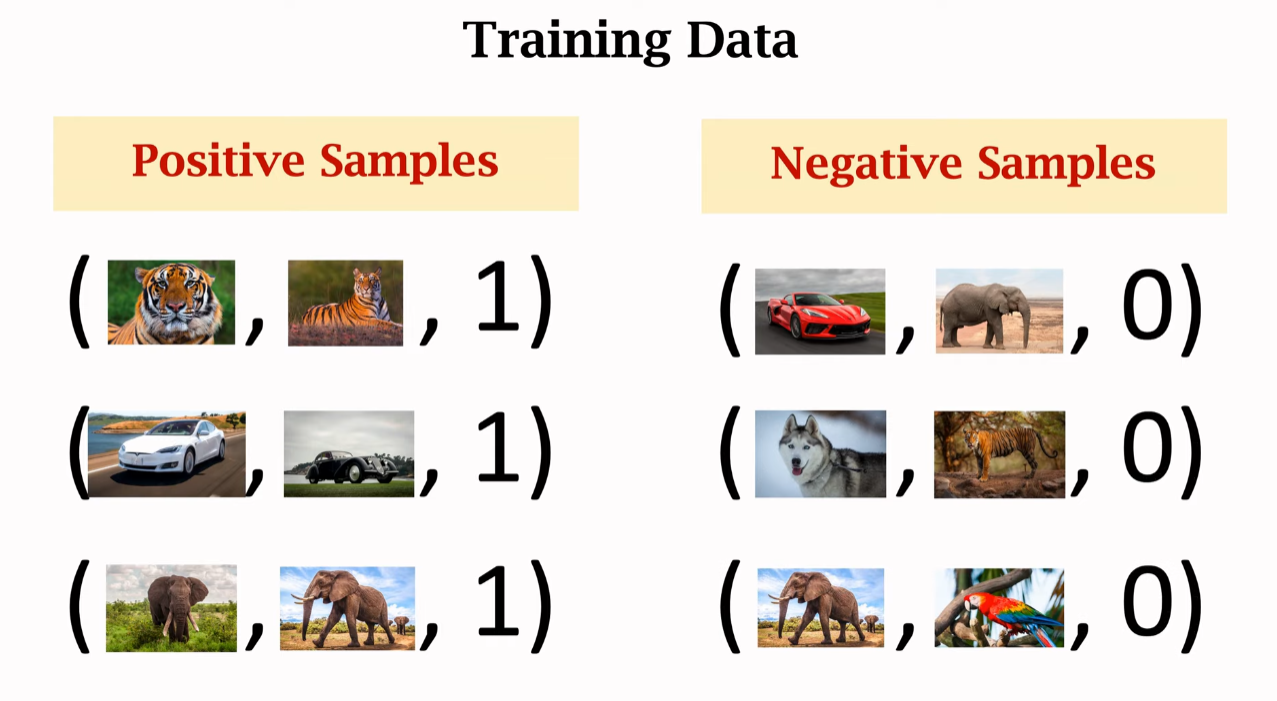 Training Data
Positive Samples
Negative Samples
( , , 1)
( , , 0)
( , , 1)
( , , 0)
( , , 1)
( , , 0)